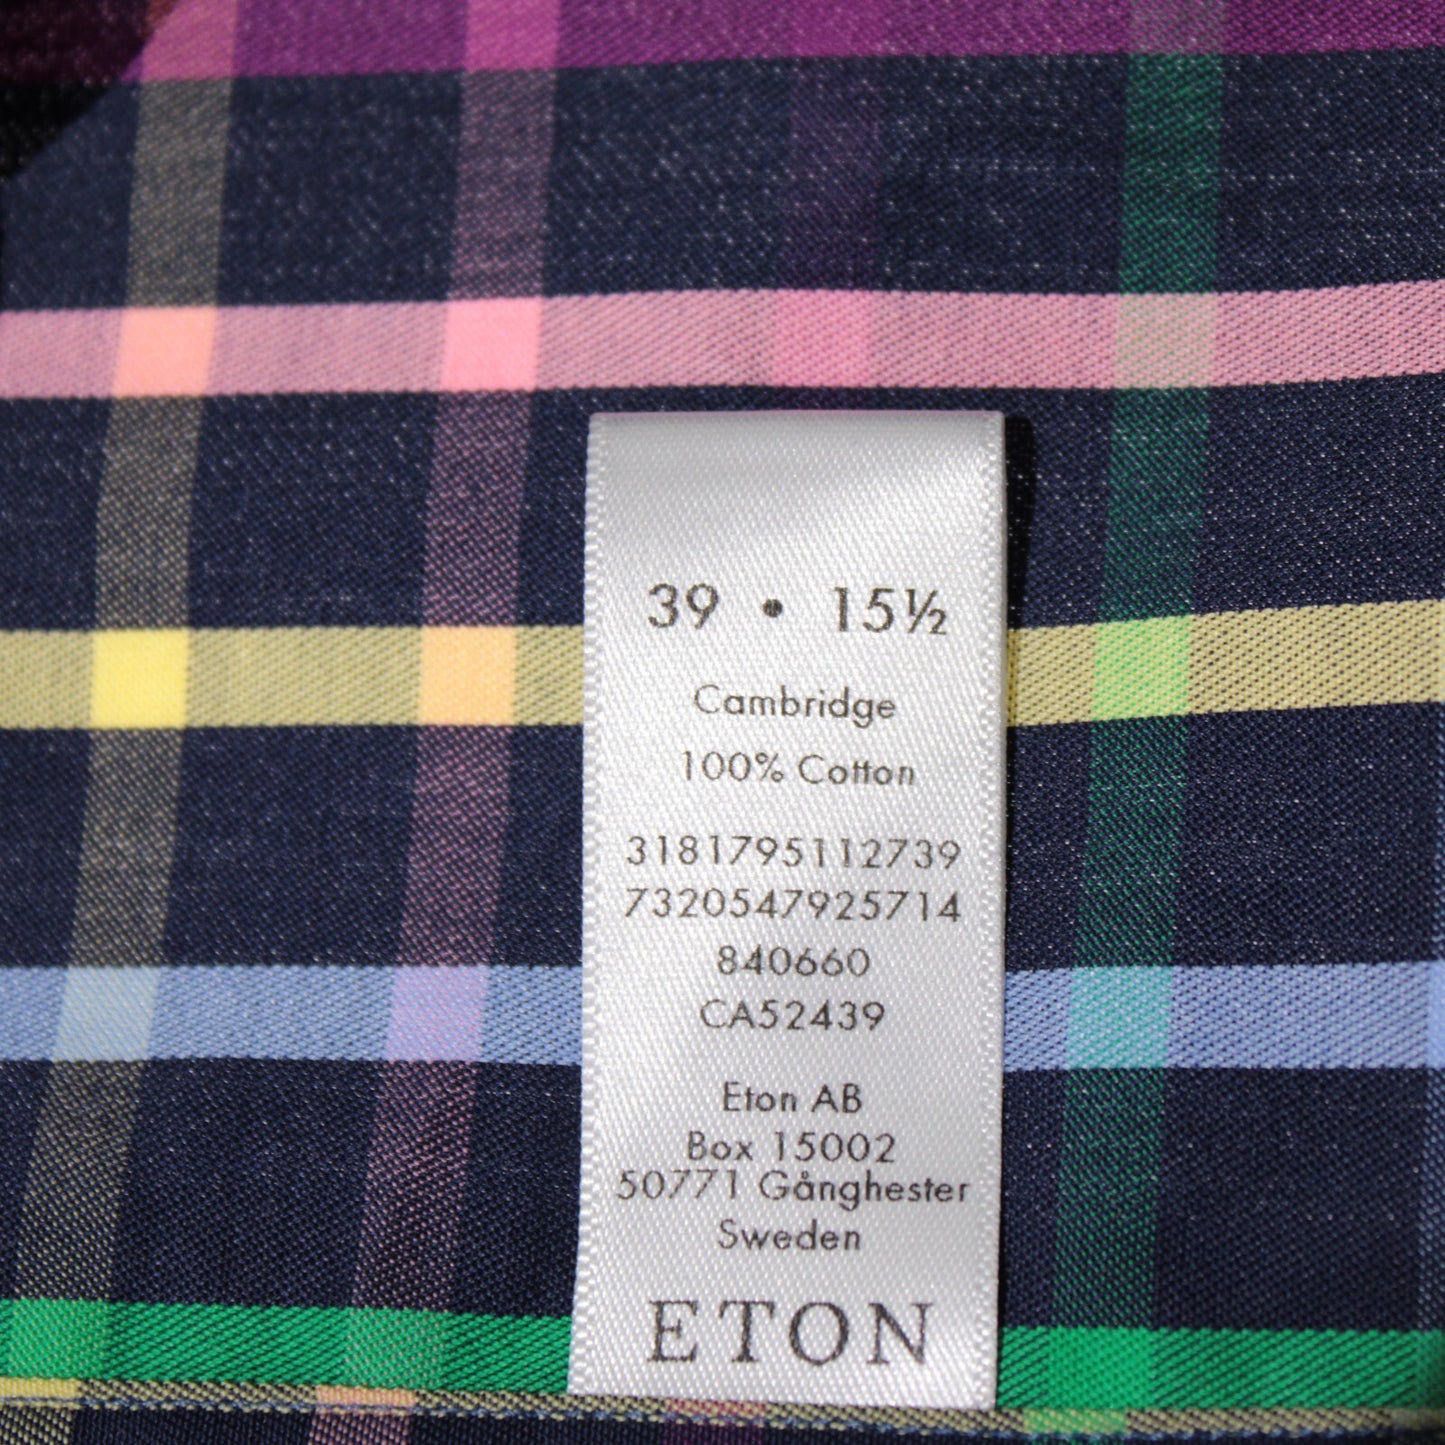 39 • 15½
Cambridge
100% Cotton
3181795112739
7320547925714
840660
CA52439
Eton AB
Box 15002
50771 Gånghester
Sweden
ETON